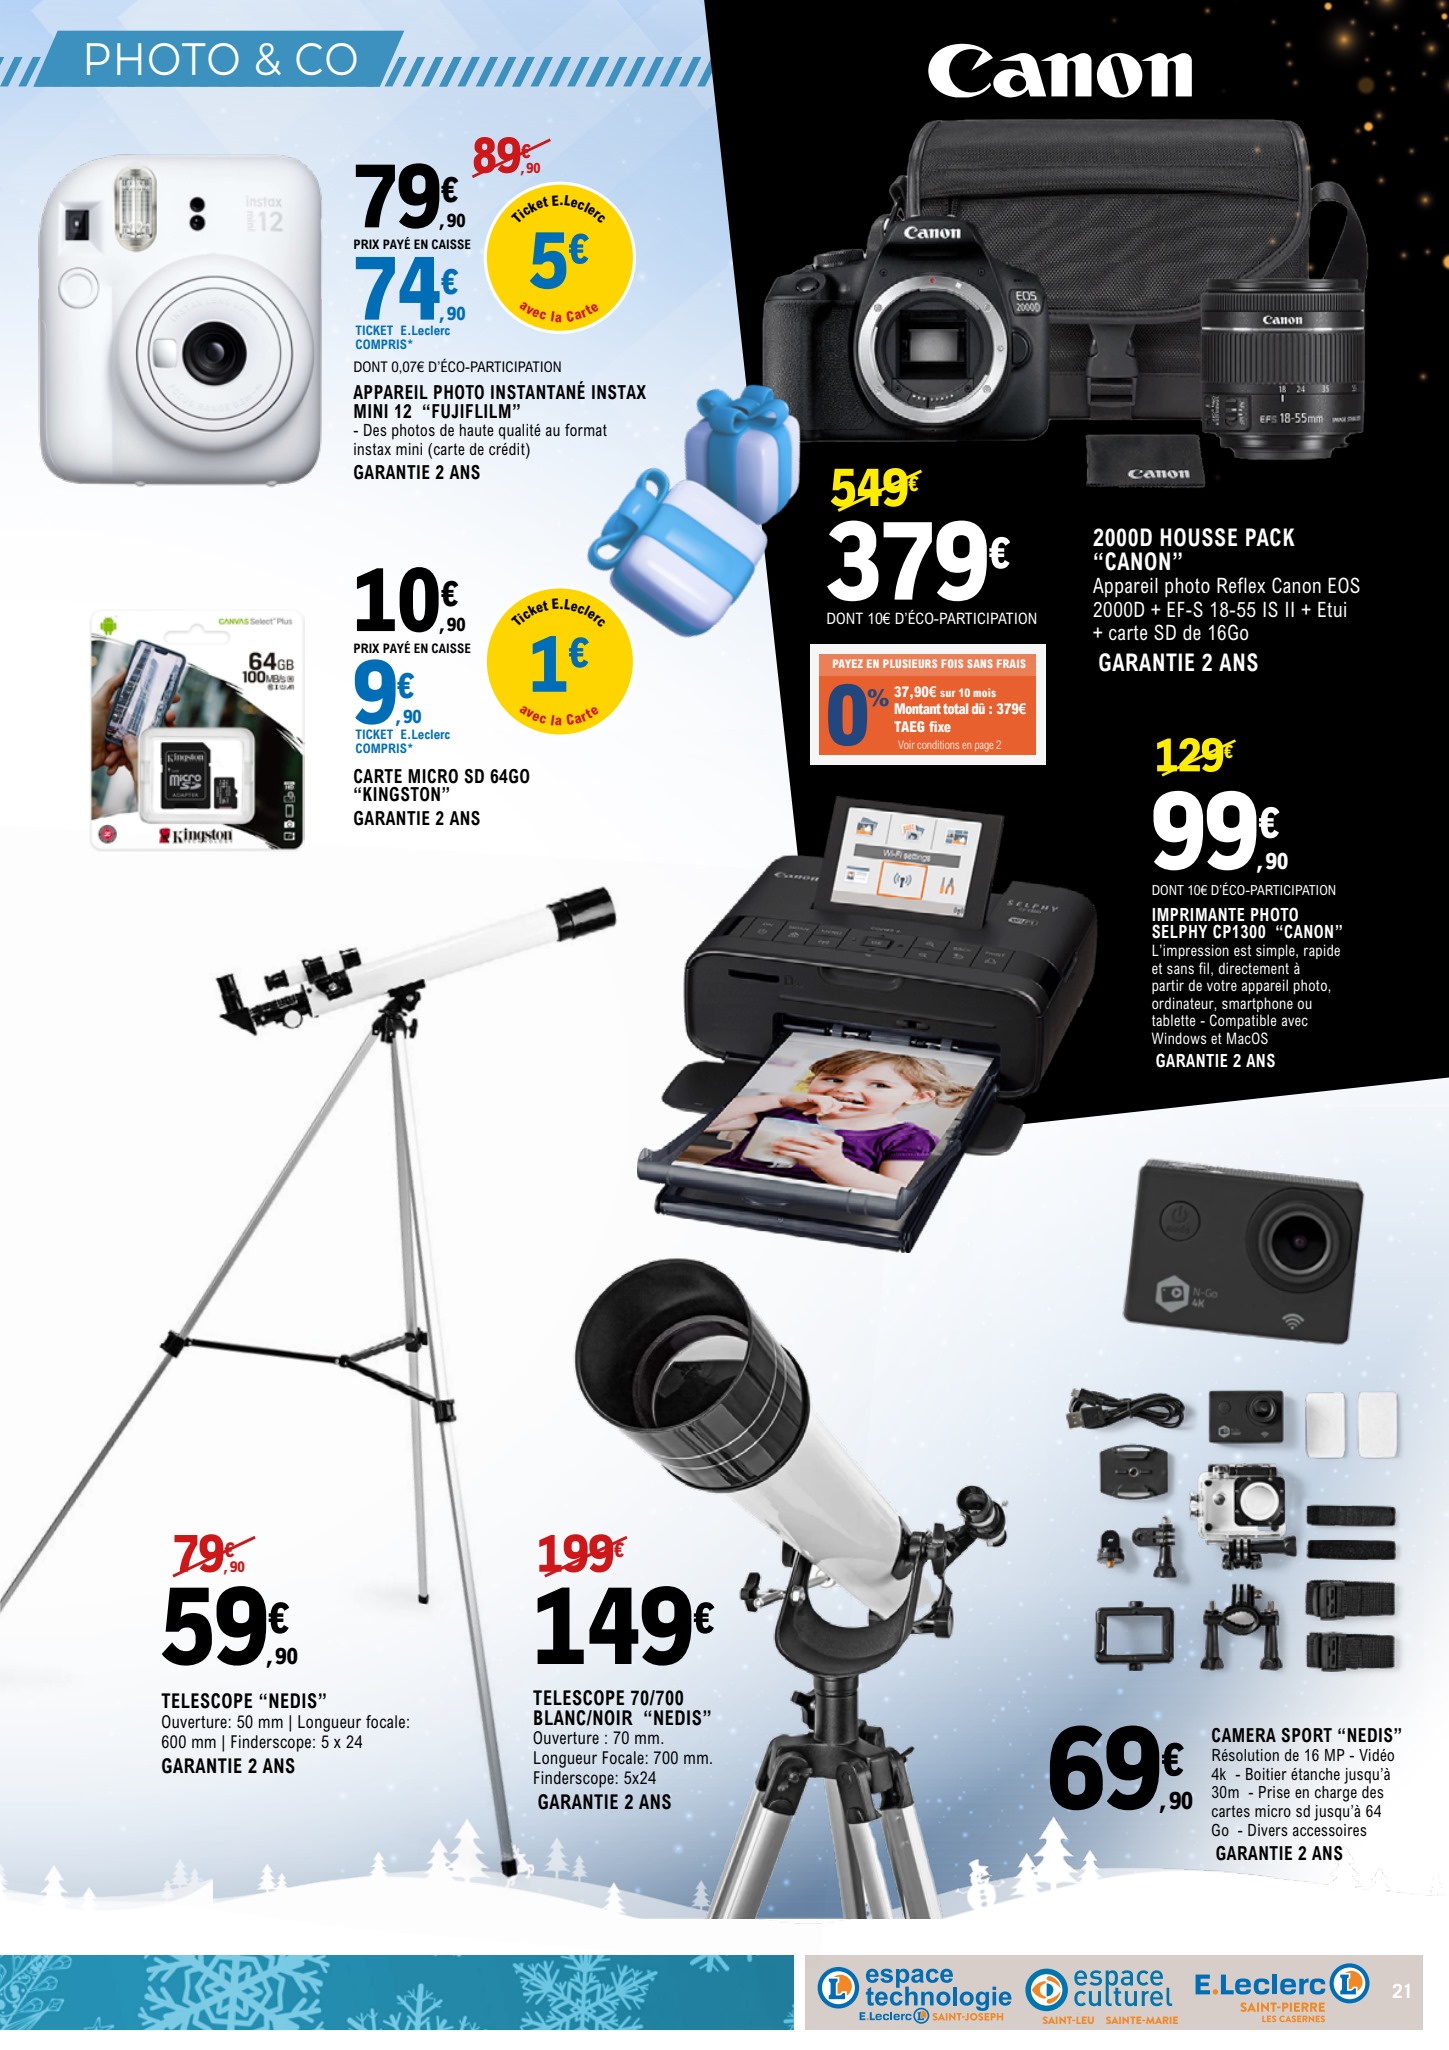 PHOTO & CO
Canon
instax
mini 12
89€,90
79€,90
PRIX PAYÉ EN CAISSE
74€,90
TICKET E.Leclerc
COMPRIS*
Ticket E.Leclerc
5€
avec la Carte
DONT 0,07€ D'ÉCO-PARTICIPATION
APPAREIL PHOTO INSTANTANÉ INSTAX
MINI 12 “FUJIFLILM”
- Des photos de haute qualité au format
instax mini (carte de crédit)
GARANTIE 2 ANS
Canon
EOS
2000D
Canon
18 24 35 55
EFS 18-55mm
Canon
549€
379€
DONT 10€ D'ÉCO-PARTICIPATION
2000D HOUSSE PACK
“CANON”
Appareil photo Reflex Canon EOS
2000D + EF-S 18-55 IS II + Etui
+ carte SD de 16Go
GARANTIE 2 ANS
PAYEZ EN PLUSIEURS FOIS SANS FRAIS
0%
37,90€ sur 10 mois
Montant total dû : 379€
TAEG fixe
Voir conditions en page 2
CANVAS Select Plus
64GB
100MB/s
Kingston
micro
SD
ADAPTER
Kingston
10€,90
PRIX PAYÉ EN CAISSE
9€,90
TICKET E.Leclerc
COMPRIS*
Ticket E.Leclerc
1€
avec la Carte
CARTE MICRO SD 64GO
“KINGSTON”
GARANTIE 2 ANS
129€
99€,90
DONT 10€ D'ÉCO-PARTICIPATION
IMPRIMANTE PHOTO
SELPHY CP1300 “CANON”
L'impression est simple, rapide
et sans fil, directement à
partir de votre appareil photo,
ordinateur, smartphone ou
tablette - Compatible avec
Windows et MacOS
GARANTIE 2 ANS
Canon
Wi-Fi settings
SELPHY
N-Go
4K
79€,90
59€,90
TELESCOPE “NEDIS”
Ouverture: 50 mm | Longueur focale:
600 mm | Finderscope: 5 x 24
GARANTIE 2 ANS
199€
149€
TELESCOPE 70/700
BLANC/NOIR “NEDIS”
Ouverture : 70 mm.
Longueur Focale: 700 mm.
Finderscope: 5x24
GARANTIE 2 ANS
69€,90
CAMERA SPORT “NEDIS”
Résolution de 16 MP - Vidéo
4k - Boitier étanche jusqu'à
30m - Prise en charge des
cartes micro sd jusqu'à 64
Go - Divers accessoires
GARANTIE 2 ANS
espace
technologie
E.Leclerc SAINT-JOSEPH
espace
culturel
SAINT-LEU SAINTE-MARIE
E.Leclerc
SAINT-PIERRE
LES CASERNES
21